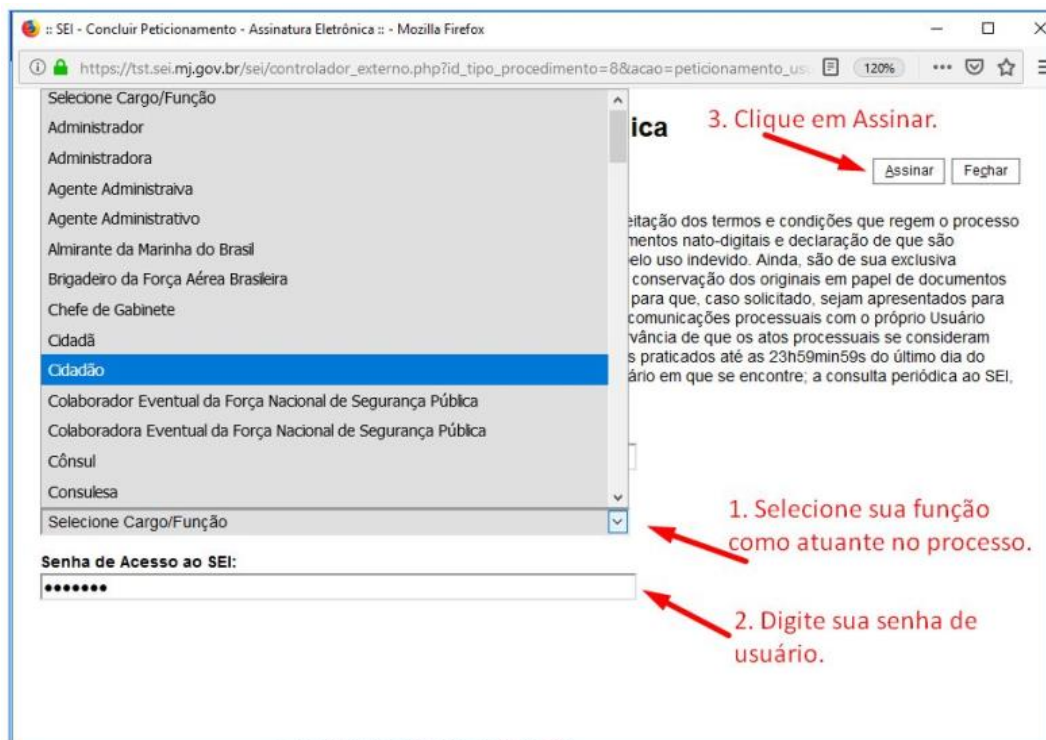 :: SEI - Concluir Peticionamento - Assinatura Eletrônica :: - Mozilla Firefox
https://tst.sei.mj.gov.br/sei/controlador_externo.php?id_tipo_procedimento=8&acao=peticionamento_us
120%
Selecione Cargo/Função
ica
3. Clique em Assinar.
Administrador
Administradora
Assinar
Fechar
Agente Administraiva
Agente Administrativo
eitação dos termos e condições que regem o processo
mentos nato-digitais e declaração de que são
Almirante da Marinha do Brasil
elo uso indevido. Ainda, são de sua exclusiva
Brigadeiro da Força Aérea Brasileira
conservação dos originais em papel de documentos
para que, caso solicitado, sejam apresentados para
Chefe de Gabinete
comunicações processuais com o próprio Usuário
Cidadã
vância de que os atos processuais se consideram
s praticados até as 23h59min59s do último dia do
Cidadão
ário em que se encontre; a consulta periódica ao SEI,
Colaborador Eventual da Força Nacional de Segurança Pública
Colaboradora Eventual da Força Nacional de Segurança Pública
Cônsul
Consulesa
Selecione Cargo/Função
1. Selecione sua função
como atuante no processo.
Senha de Acesso ao SEI:
•••••••
2. Digite sua senha de
usuário.